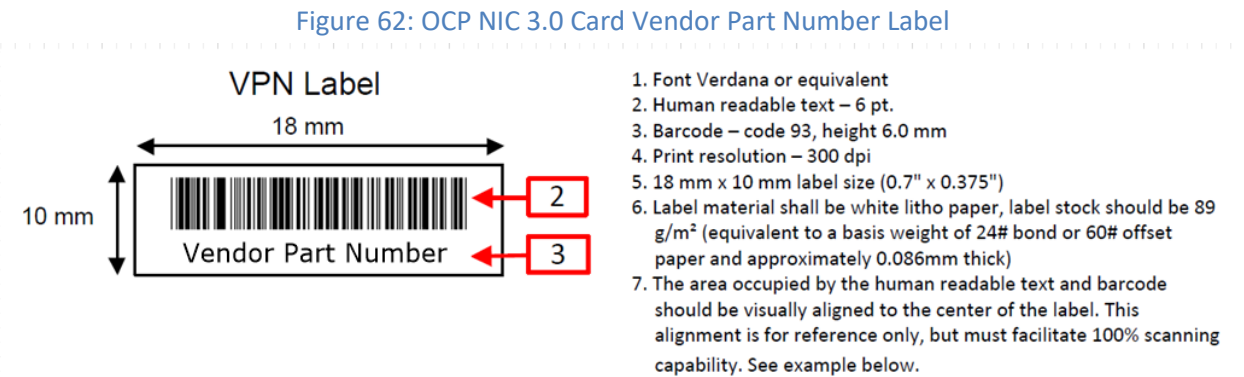 Figure 62: OCP NIC 3.0 Card Vendor Part Number Label
VPN Label
18 mm
10 mm
2
Vendor Part Number
3
1. Font Verdana or equivalent
2. Human readable text – 6 pt.
3. Barcode – code 93, height 6.0 mm
4. Print resolution – 300 dpi
5. 18 mm x 10 mm label size (0.7" x 0.375")
6. Label material shall be white litho paper, label stock should be 89
g/m² (equivalent to a basis weight of 24# bond or 60# offset
paper and approximately 0.086mm thick)
7. The area occupied by the human readable text and barcode
should be visually aligned to the center of the label. This
alignment is for reference only, but must facilitate 100% scanning
capability. See example below.